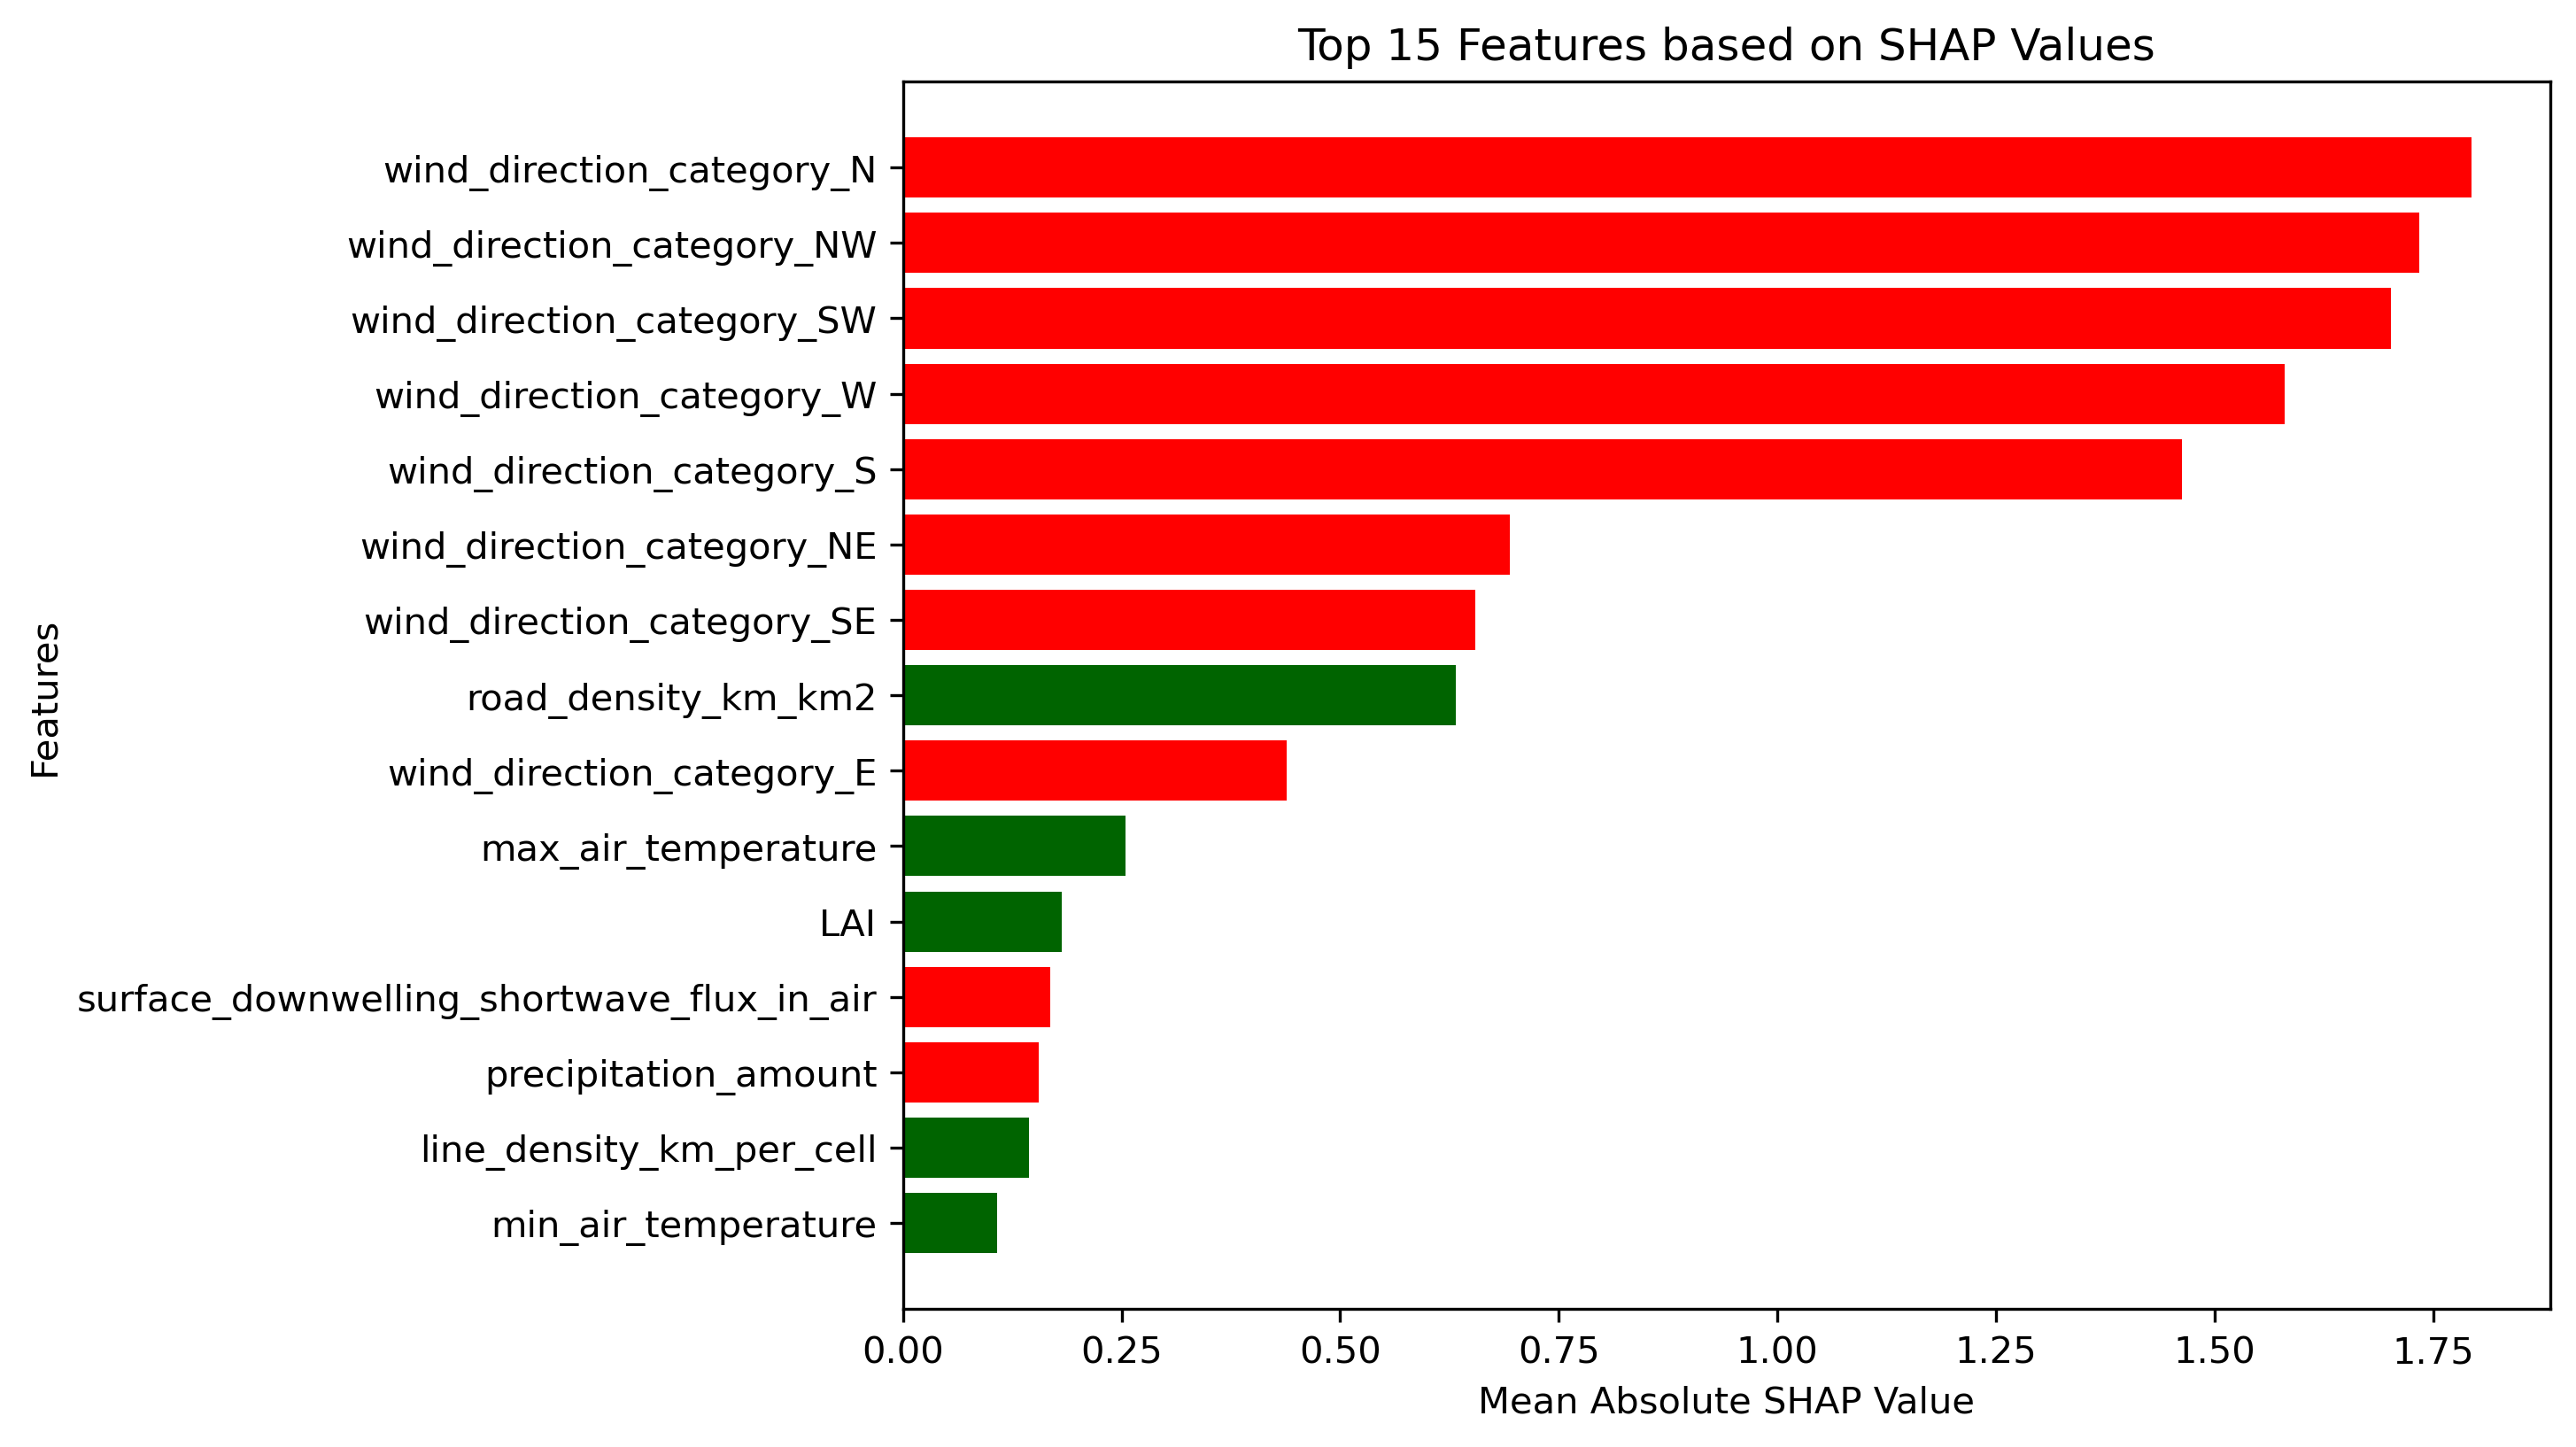 Top 15 Features based on SHAP Values
Features
wind_direction_category_N
wind_direction_category_NW
wind_direction_category_SW
wind_direction_category_W
wind_direction_category_S
wind_direction_category_NE
wind_direction_category_SE
road_density_km_km2
wind_direction_category_E
max_air_temperature
LAI
surface_downwelling_shortwave_flux_in_air
precipitation_amount
line_density_km_per_cell
min_air_temperature
0.00 0.25 0.50 0.75 1.00 1.25 1.50 1.75
Mean Absolute SHAP Value